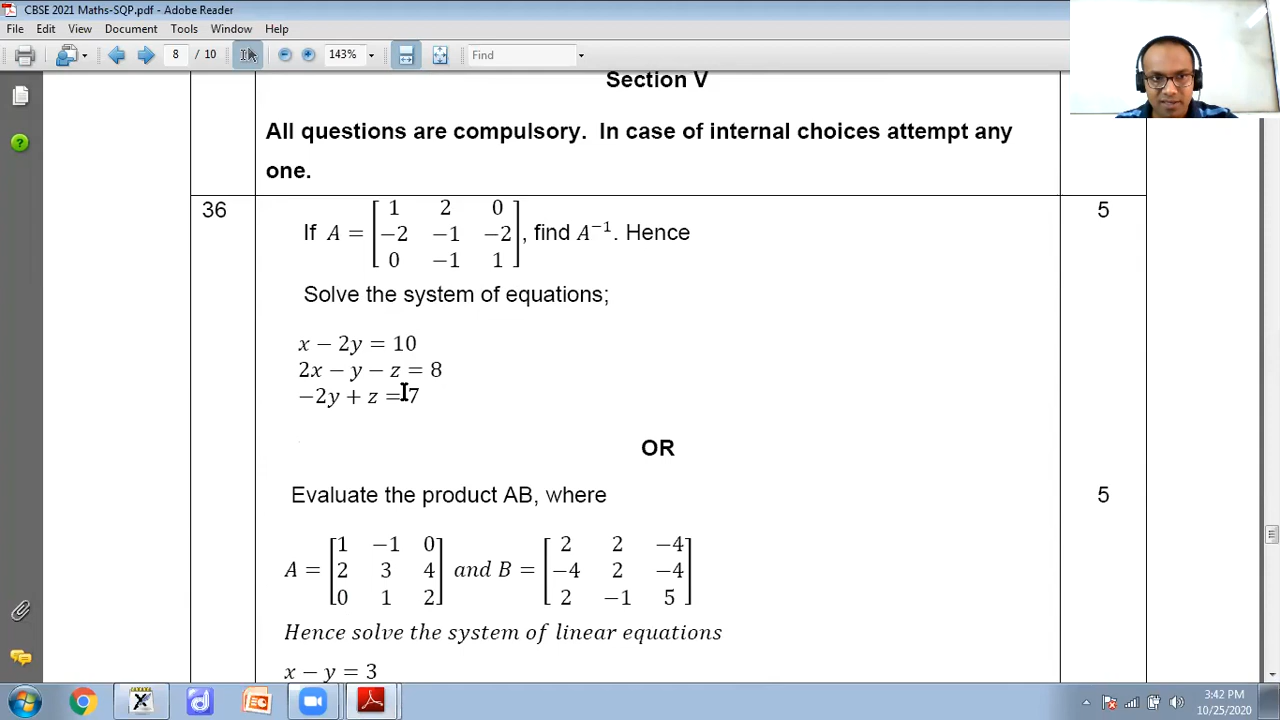 CBSE 2021 Maths-SQP.pdf - Adobe Reader
File Edit View Document Tools Window Help
8 / 10 143% Find
Section V
All questions are compulsory. In case of internal choices attempt any
one.
36
5
If A = [1 2 0
−2 −1 −2
0 −1 1], find A⁻¹. Hence
Solve the system of equations;
x − 2y = 10
2x − y − z = 8
−2y + z = 7
OR
Evaluate the product AB, where
5
A = [1 −1 0
2 3 4
0 1 2] and B = [2 2 −4
−4 2 −4
2 −1 5]
Hence solve the system of linear equations
x − y = 3
3:42 PM
10/25/2020